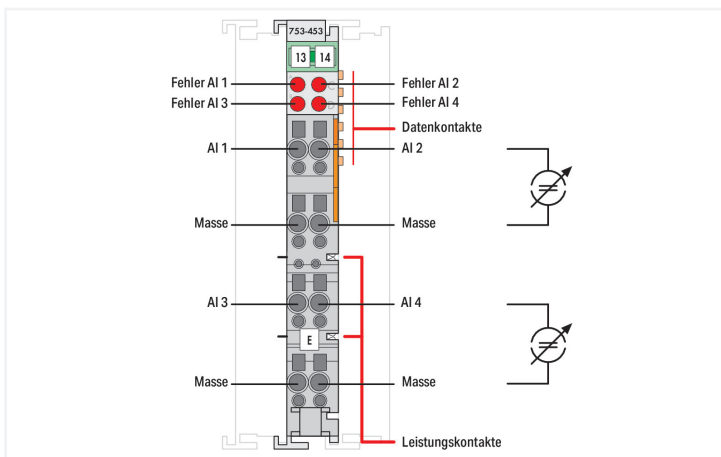 753-453
13 14
Fehler AI 1
A C
Fehler AI 2
Fehler AI 3
B D
Fehler AI 4
Datenkontakte
AI 1
AI 2
Masse
Masse
AI 3
AI 4
E
Masse
Masse
Leistungskontakte